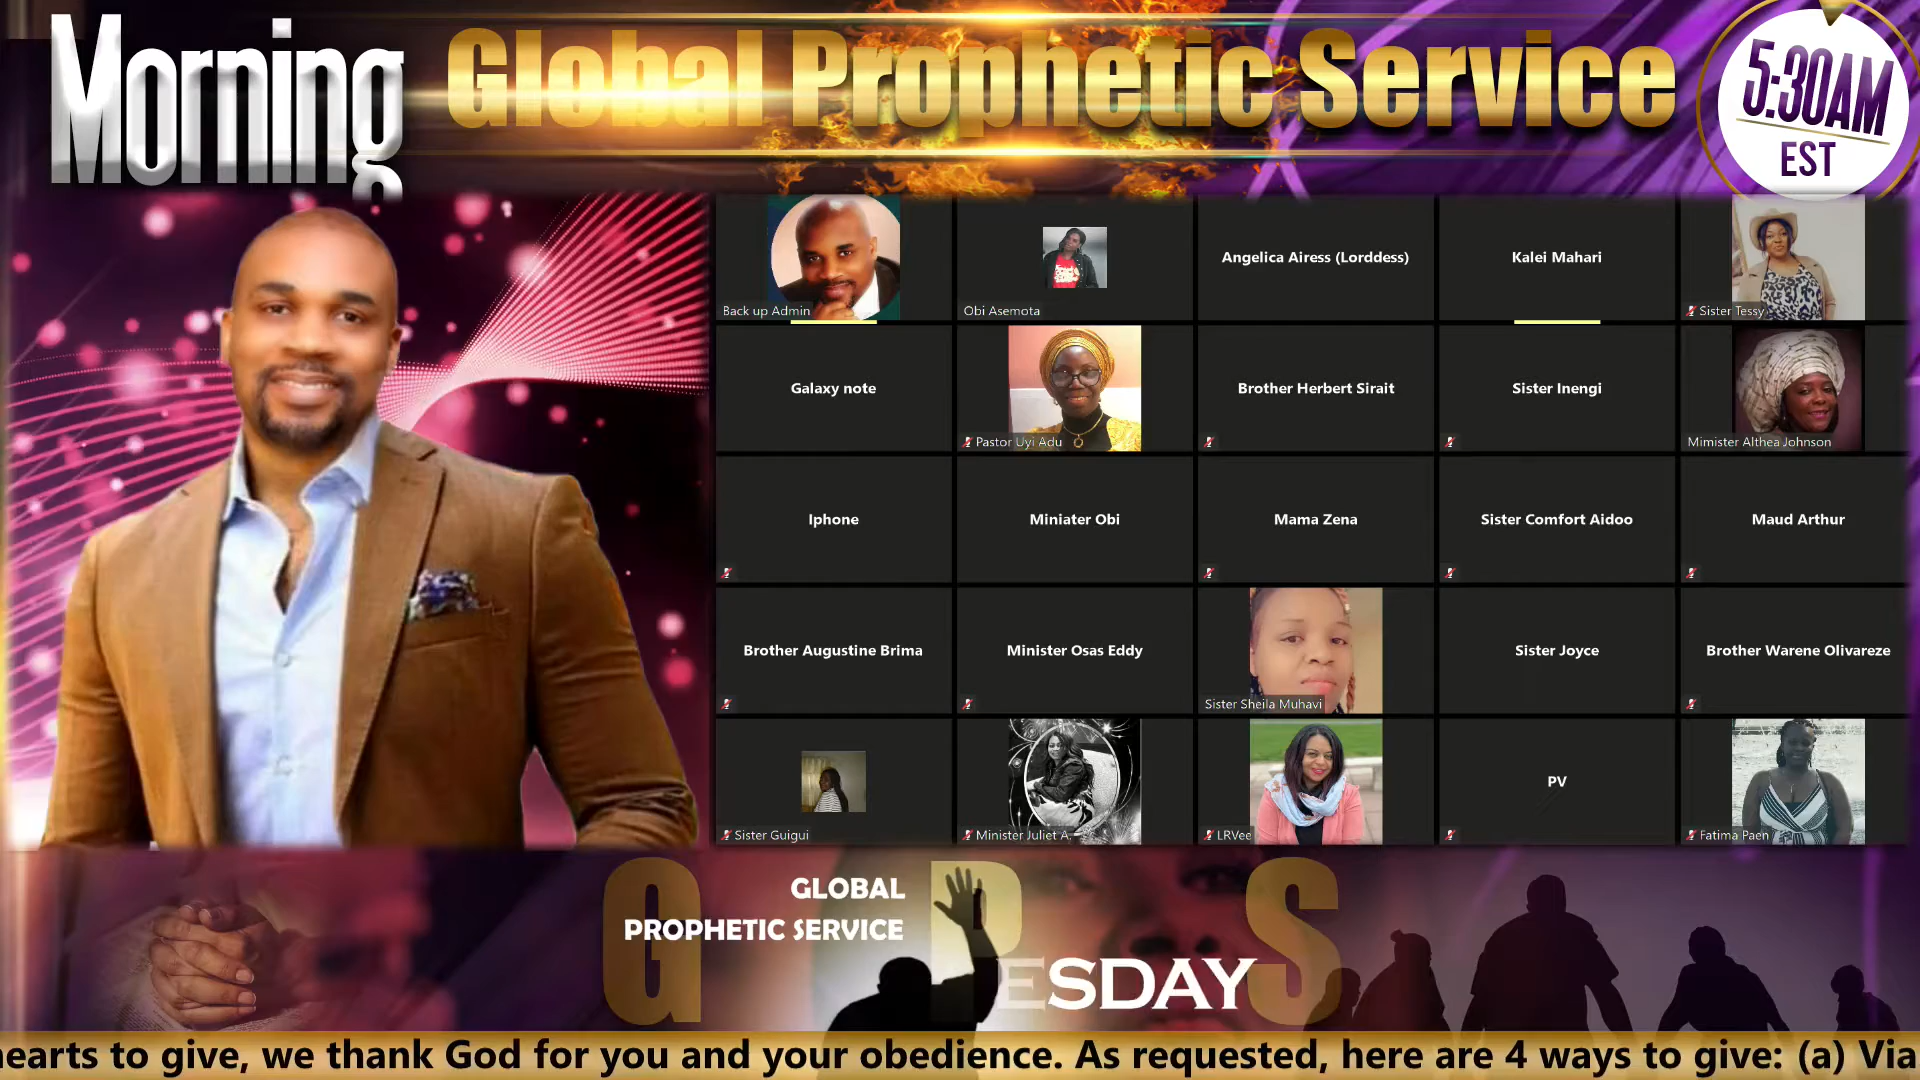 Morning
Global Prophetic Service
5:30AM
EST
Back up Admin
Obi Asemota
Angelica Airess (Lorddess)
Kalei Mahari
Sister Tessy
Galaxy note
Pastor Uyi Adu
Brother Herbert Sirait
Sister Inengi
Mimister Althea Johnson
Iphone
Miniater Obi
Mama Zena
Sister Comfort Aidoo
Maud Arthur
Brother Augustine Brima
Minister Osas Eddy
Sister Sheila Muhavi
Sister Joyce
Brother Warene Olivareze
Sister Guigui
Minister Juliet A.
LRVee
PV
Fatima Paen
G P S
GLOBAL
PROPHETIC SERVICE
ESDAY
hearts to give, we thank God for you and your obedience. As requested, here are 4 ways to give: (a) Via